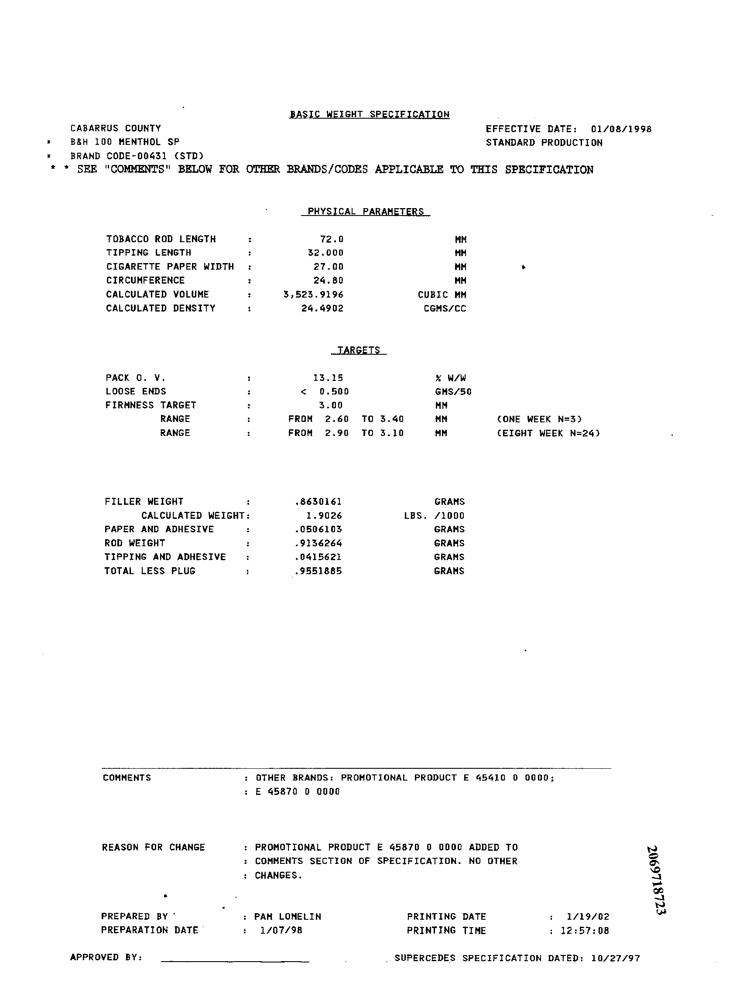 BASIC WEIGHT SPECIFICATION
CABARRUS COUNTY EFFECTIVE DATE: 01/08/1998
* B&H 100 MENTHOL SP STANDARD PRODUCTION
* BRAND CODE-00431 (STD)
* * SEE "COMMENTS" BELOW FOR OTHER BRANDS/CODES APPLICABLE TO THIS SPECIFICATION
PHYSICAL PARAMETERS
TOBACCO ROD LENGTH : 72.0 MM
TIPPING LENGTH : 32.000 MM
CIGARETTE PAPER WIDTH : 27.00 MM
CIRCUMFERENCE : 24.80 MM
CALCULATED VOLUME : 3,523.9196 CUBIC MM
CALCULATED DENSITY : 24.4902 CGMS/CC
TARGETS
PACK O. V. : 13.15 % W/W
LOOSE ENDS : < 0.500 GMS/50
FIRMNESS TARGET : 3.00 MM
RANGE : FROM 2.60 TO 3.40 MM (ONE WEEK N=3)
RANGE : FROM 2.90 TO 3.10 MM (EIGHT WEEK N=24)
FILLER WEIGHT : .8630161 GRAMS
CALCULATED WEIGHT: 1.9026 LBS. /1000
PAPER AND ADHESIVE : .0506103 GRAMS
ROD WEIGHT : .9136264 GRAMS
TIPPING AND ADHESIVE : .0415621 GRAMS
TOTAL LESS PLUG : .9551885 GRAMS
COMMENTS : OTHER BRANDS: PROMOTIONAL PRODUCT E 45410 0 0000;
: E 45870 0 0000
REASON FOR CHANGE : PROMOTIONAL PRODUCT E 45870 0 0000 ADDED TO
: COMMENTS SECTION OF SPECIFICATION. NO OTHER
: CHANGES.
PREPARED BY : PAM LOMELIN PRINTING DATE : 1/19/02
PREPARATION DATE : 1/07/98 PRINTING TIME : 12:57:08
APPROVED BY: SUPERCEDES SPECIFICATION DATED: 10/27/97
2069718723